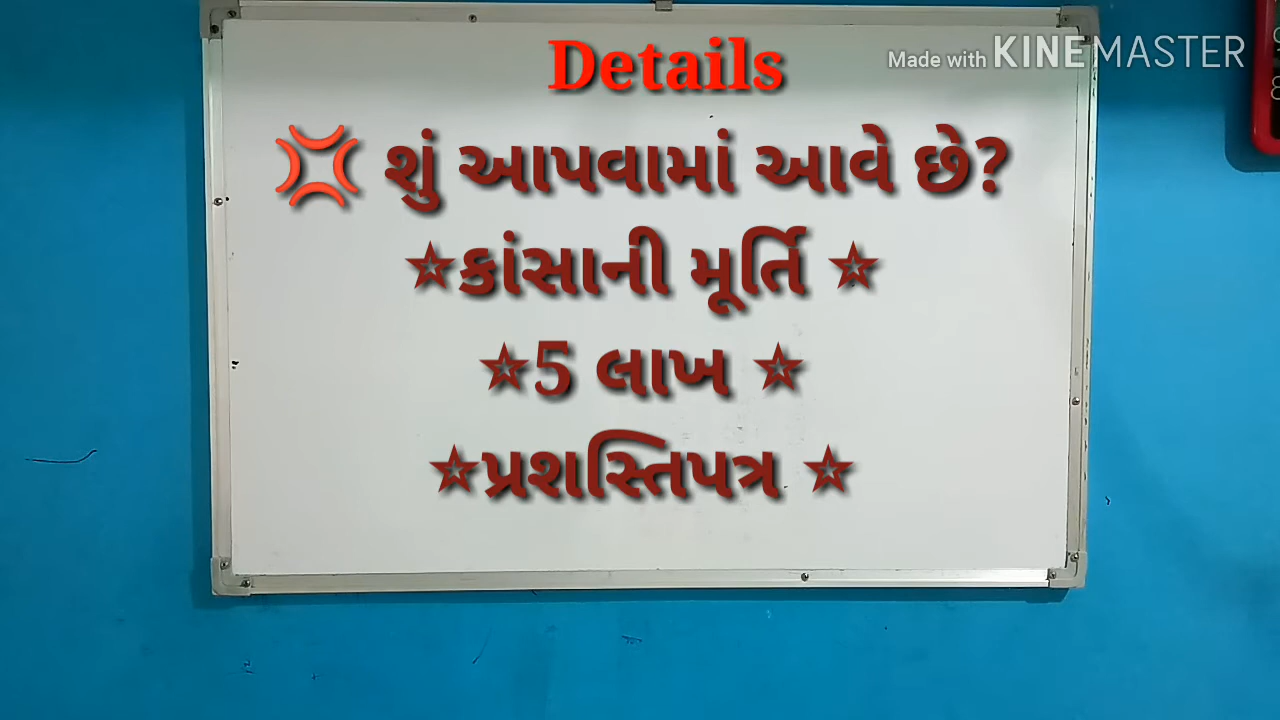 Details
Made with KINEMASTER
💢 શું આપવામાં આવે છે?
☆કાંસાની મૂર્તિ ☆
☆5 લાખ ☆
☆પ્રશસ્તિપત્ર ☆